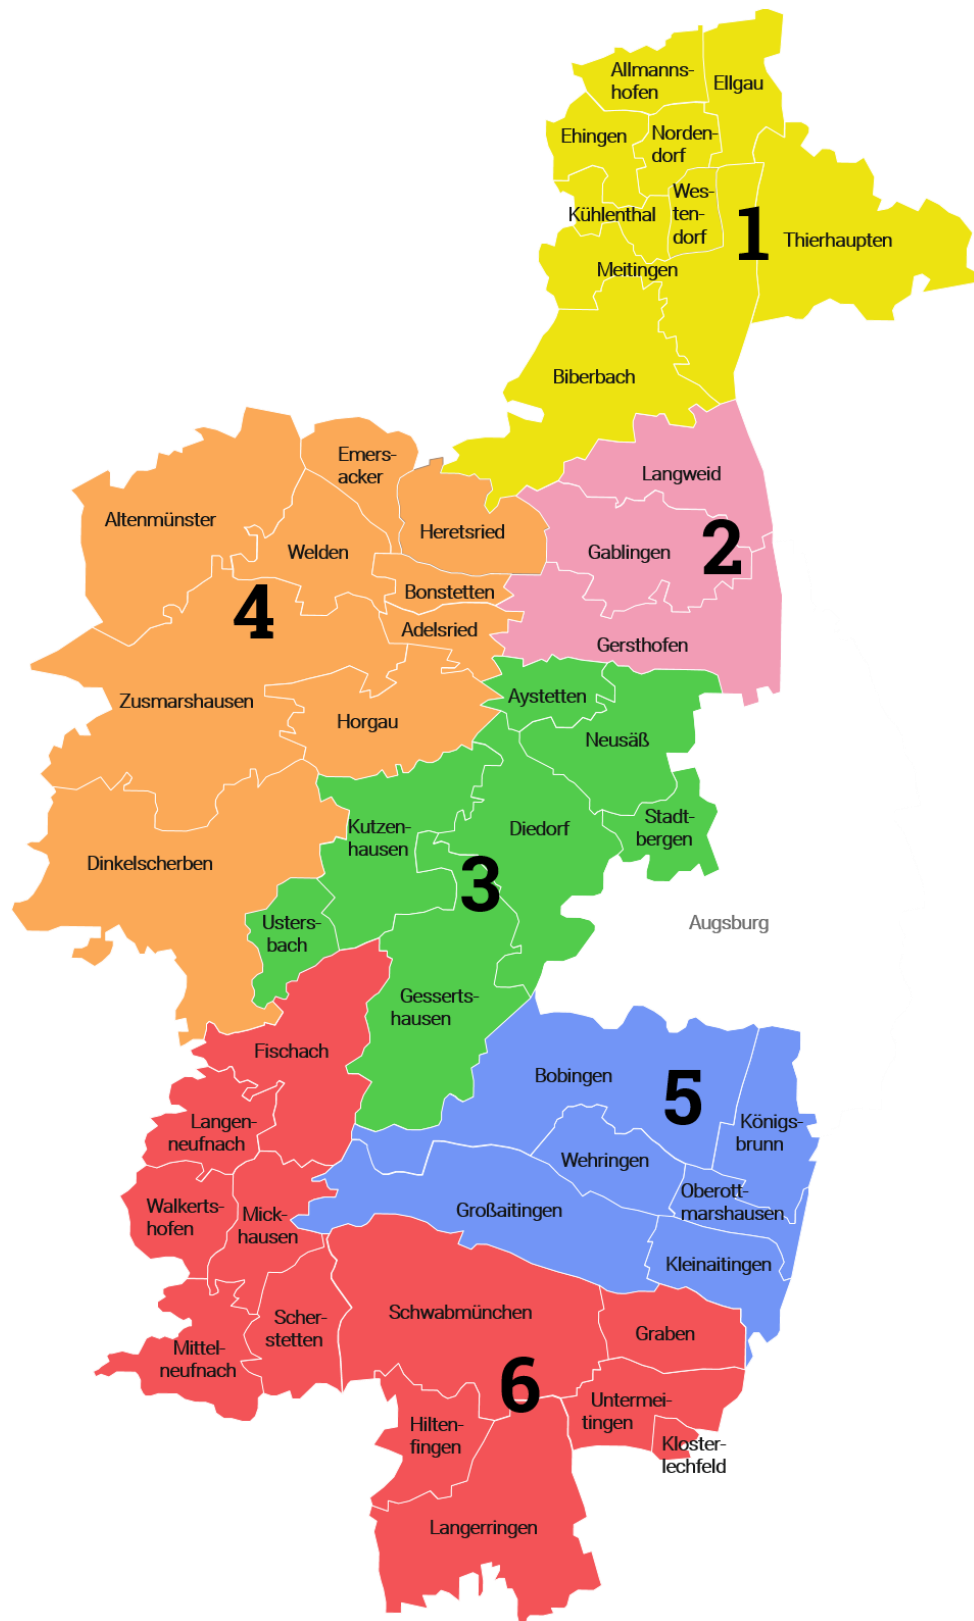 Allmanns-
hofen
Ellgau
Ehingen
Norden-
dorf
Wes-
ten-
dorf
Kühlenthal
1
Thierhaupten
Meitingen
Biberbach
Emers-
acker
Langweid
Altenmünster
Heretsried
Welden
Gablingen
2
Bonstetten
4
Adelsried
Gersthofen
Zusmarshausen
Aystetten
Horgau
Neusäß
Kutzen-
hausen
Diedorf
Stadt-
bergen
Dinkelscherben
3
Usters-
bach
Augsburg
Gesserts-
hausen
Fischach
Bobingen
5
Langen-
neufnach
Königs-
brunn
Wehringen
Walkerts-
hofen
Mick-
hausen
Großaitingen
Oberott-
marshausen
Kleinaitingen
Scher-
stetten
Schwabmünchen
Graben
Mittel-
neufnach
6
Untermei-
tingen
Hilten-
fingen
Kloster-
lechfeld
Langerringen